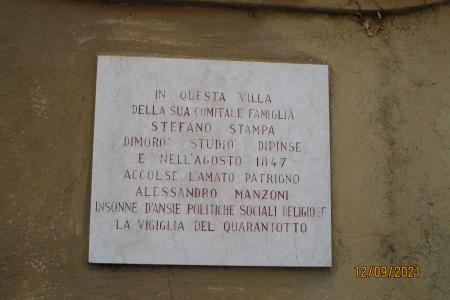 IN QUESTA VILLA
DELLA SUA COMITALE FAMIGLIA
STEFANO STAMPA
DIMORO' STUDIO' DIPINSE
E NELL'AGOSTO 1847
ACCOLSE L'AMATO PATRIGNO
ALESSANDRO MANZONI
INSONNE D'ANSIE POLITICHE SOCIALI RELIGIOSE
LA VIGIGLIA DEL QUARANTOTTO
12/09/2021